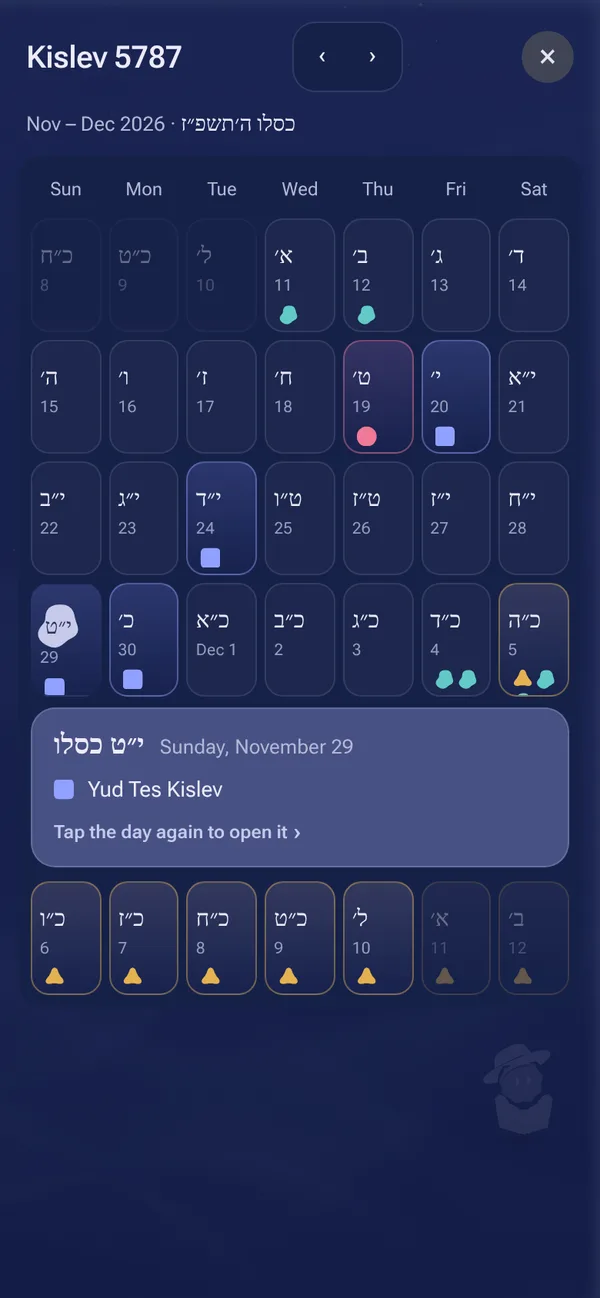 Kislev 5787 ‹ › ×
Nov – Dec 2026 · כסלו ה׳תשפ״ז
Sun Mon Tue Wed Thu Fri Sat
כ״ח כ״ט ל׳ א׳ ב׳ ג׳ ד׳
8 9 10 11 12 13 14
ה׳ ו׳ ז׳ ח׳ ט׳ י׳ י״א
15 16 17 18 19 20 21
י״ב י״ג י״ד ט״ו ט״ז י״ז י״ח
22 23 24 25 26 27 28
י״ט כ׳ כ״א כ״ב כ״ג כ״ד כ״ה
29 30 Dec 1 2 3 4 5
י״ט כסלו Sunday, November 29
Yud Tes Kislev
Tap the day again to open it ›
כ״ו כ״ז כ״ח כ״ט ל׳ א׳ ב׳
6 7 8 9 10 11 12